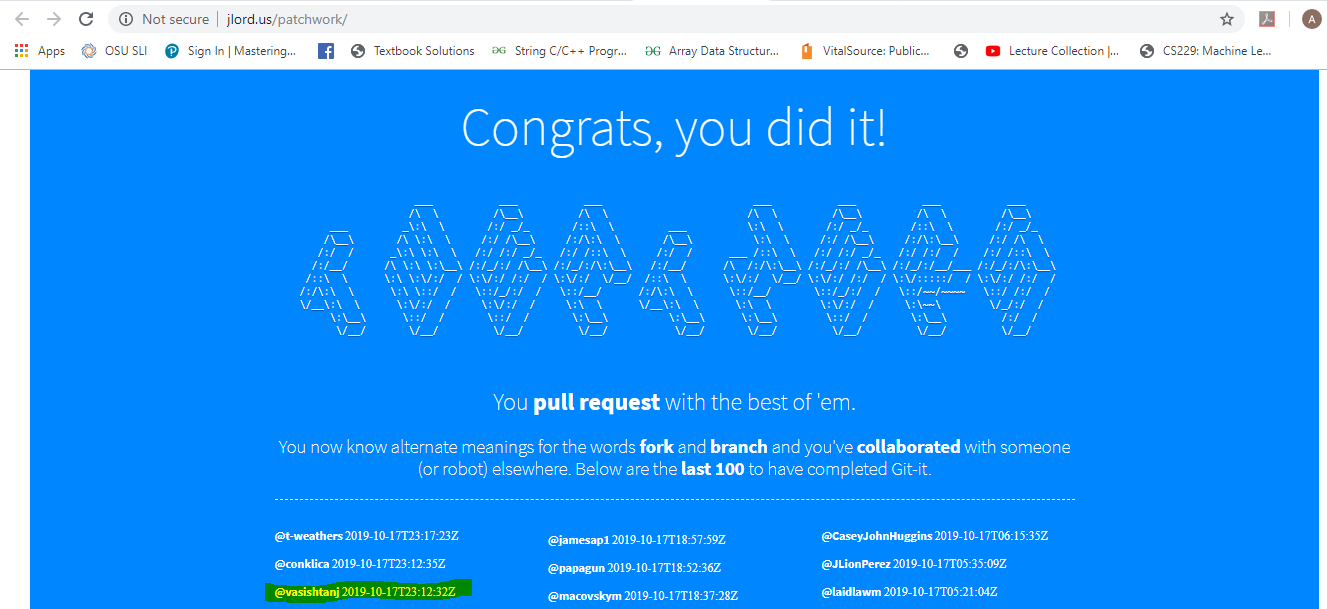 Not secure | jlord.us/patchwork/
A
Apps OSU SLI Sign In | Mastering... Textbook Solutions String C/C++ Progr... Array Data Structur... VitalSource: Public... Lecture Collection |... CS229: Machine Le...
Congrats, you did it!
You pull request with the best of 'em.
You now know alternate meanings for the words fork and branch and you've collaborated with someone
(or robot) elsewhere. Below are the last 100 to have completed Git-it.
@t-weathers 2019-10-17T23:17:23Z
@conklica 2019-10-17T23:12:35Z
@vasishtanj 2019-10-17T23:12:32Z
@jamesap1 2019-10-17T18:57:59Z
@papagun 2019-10-17T18:52:36Z
@macovskym 2019-10-17T18:37:28Z
@CaseyJohnHuggins 2019-10-17T06:15:35Z
@JLionPerez 2019-10-17T05:35:09Z
@laidlawm 2019-10-17T05:21:04Z